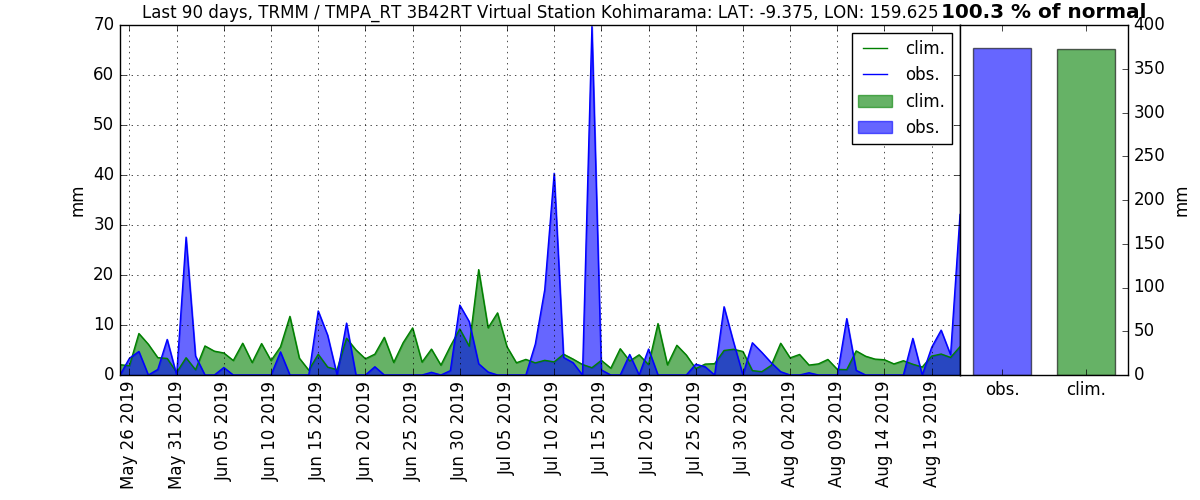 Last 90 days, TRMM / TMPA_RT 3B42RT Virtual Station Kohimarama: LAT: -9.375, LON: 159.625
100.3 % of normal
70
60
50
40
30
20
10
0
mm
clim.
obs.
clim.
obs.
May 26 2019
May 31 2019
Jun 05 2019
Jun 10 2019
Jun 15 2019
Jun 20 2019
Jun 25 2019
Jun 30 2019
Jul 05 2019
Jul 10 2019
Jul 15 2019
Jul 20 2019
Jul 25 2019
Jul 30 2019
Aug 04 2019
Aug 09 2019
Aug 14 2019
Aug 19 2019
400
350
300
250
200
150
100
50
0
mm
obs.
clim.